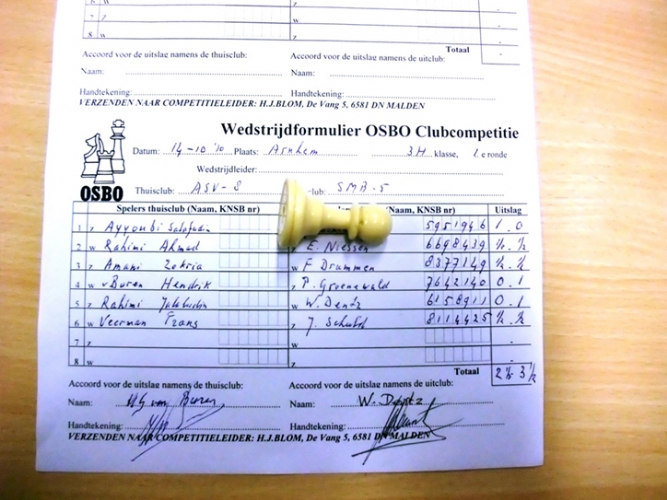 6
7 z
8 w
Totaal
Accoord voor de uitslag namens de thuisclub: Accoord voor de uitslag namens de uitclub:
Naam: Naam:
Handtekening: Handtekening:
VERZENDEN NAAR COMPETITIELEIDER: H.J.BLOM, De Vang 5, 6581 DN MALDEN
Wedstrijdformulier OSBO Clubcompetitie
Datum: 14-10-'10 Plaats: Arnhem 3H klasse, 1e ronde
Wedstrijdleider:
OSBO Thuisclub: ASV-8 club: SMB-5
Spelers thuisclub (Naam, KNSB nr) (Naam, KNSB nr) Uitslag
1 z Ayyoubi 5951946 1.0
2 w Rahimi Ahmad E. Niessen 6698439 ½.½
3 z Amani Zekria w F Drummen 8377149 ½.½
4 w v Buren Hendrik z P. Groenewald 7642140 0.1
5 z Rahimi w W. Dentz 6158911 0.1
6 w Veerman Frans z J. 8114425 ½.½
7 z
8 w
Totaal 2½ 3½
Accoord voor de uitslag namens de thuisclub: Accoord voor de uitslag namens de uitclub:
Naam: Naam: W. Dentz
Handtekening: Handtekening:
VERZENDEN NAAR COMPETITIELEIDER: H.J.BLOM, De Vang 5, 6581 DN MALDEN